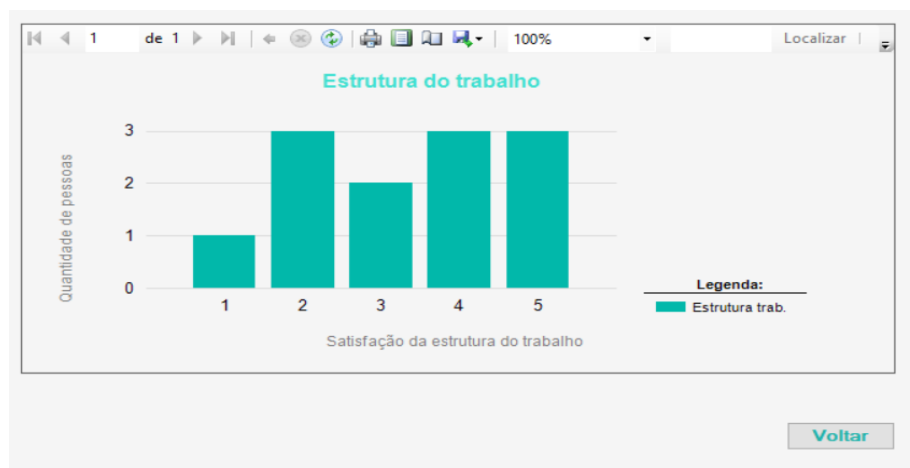 1 de 1 100% Localizar
Estrutura do trabalho
Quantidade de pessoas
3
2
1
0
1 2 3 4 5
Satisfação da estrutura do trabalho
Legenda:
Estrutura trab.
Voltar